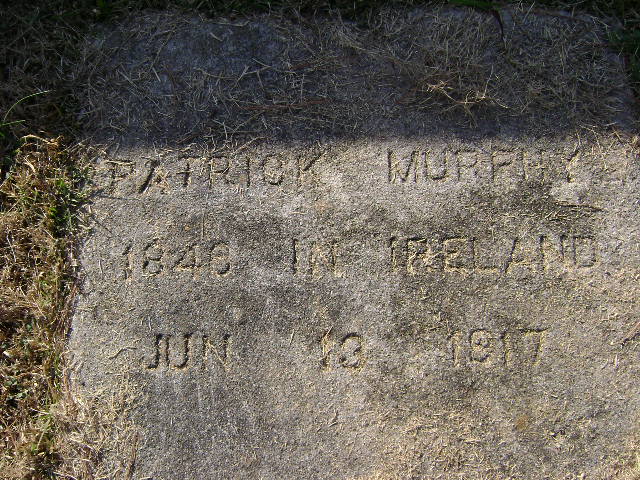 PATRICK MURPHY
1846 IN IRELAND
JUN 13 1917